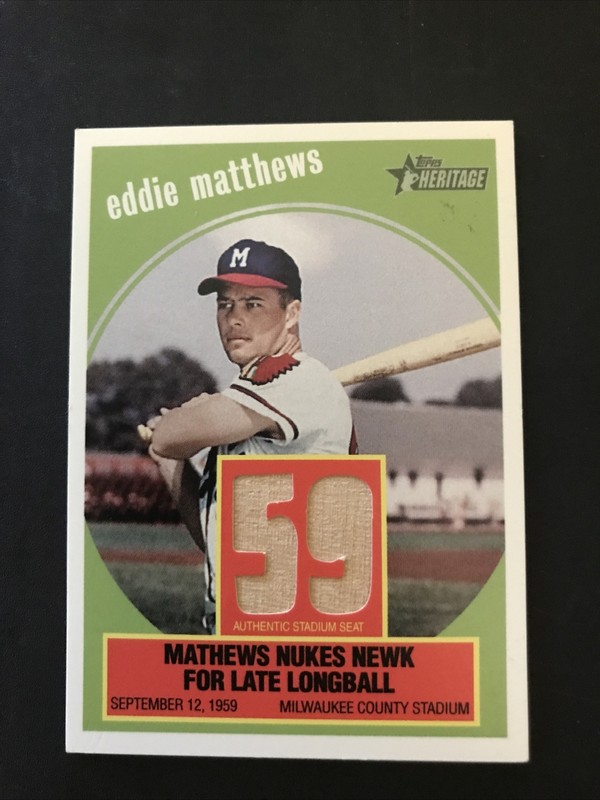 eddie matthews
TOPPS
HERITAGE
M
59
AUTHENTIC STADIUM SEAT
MATHEWS NUKES NEWK
FOR LATE LONGBALL
SEPTEMBER 12, 1959 MILWAUKEE COUNTY STADIUM